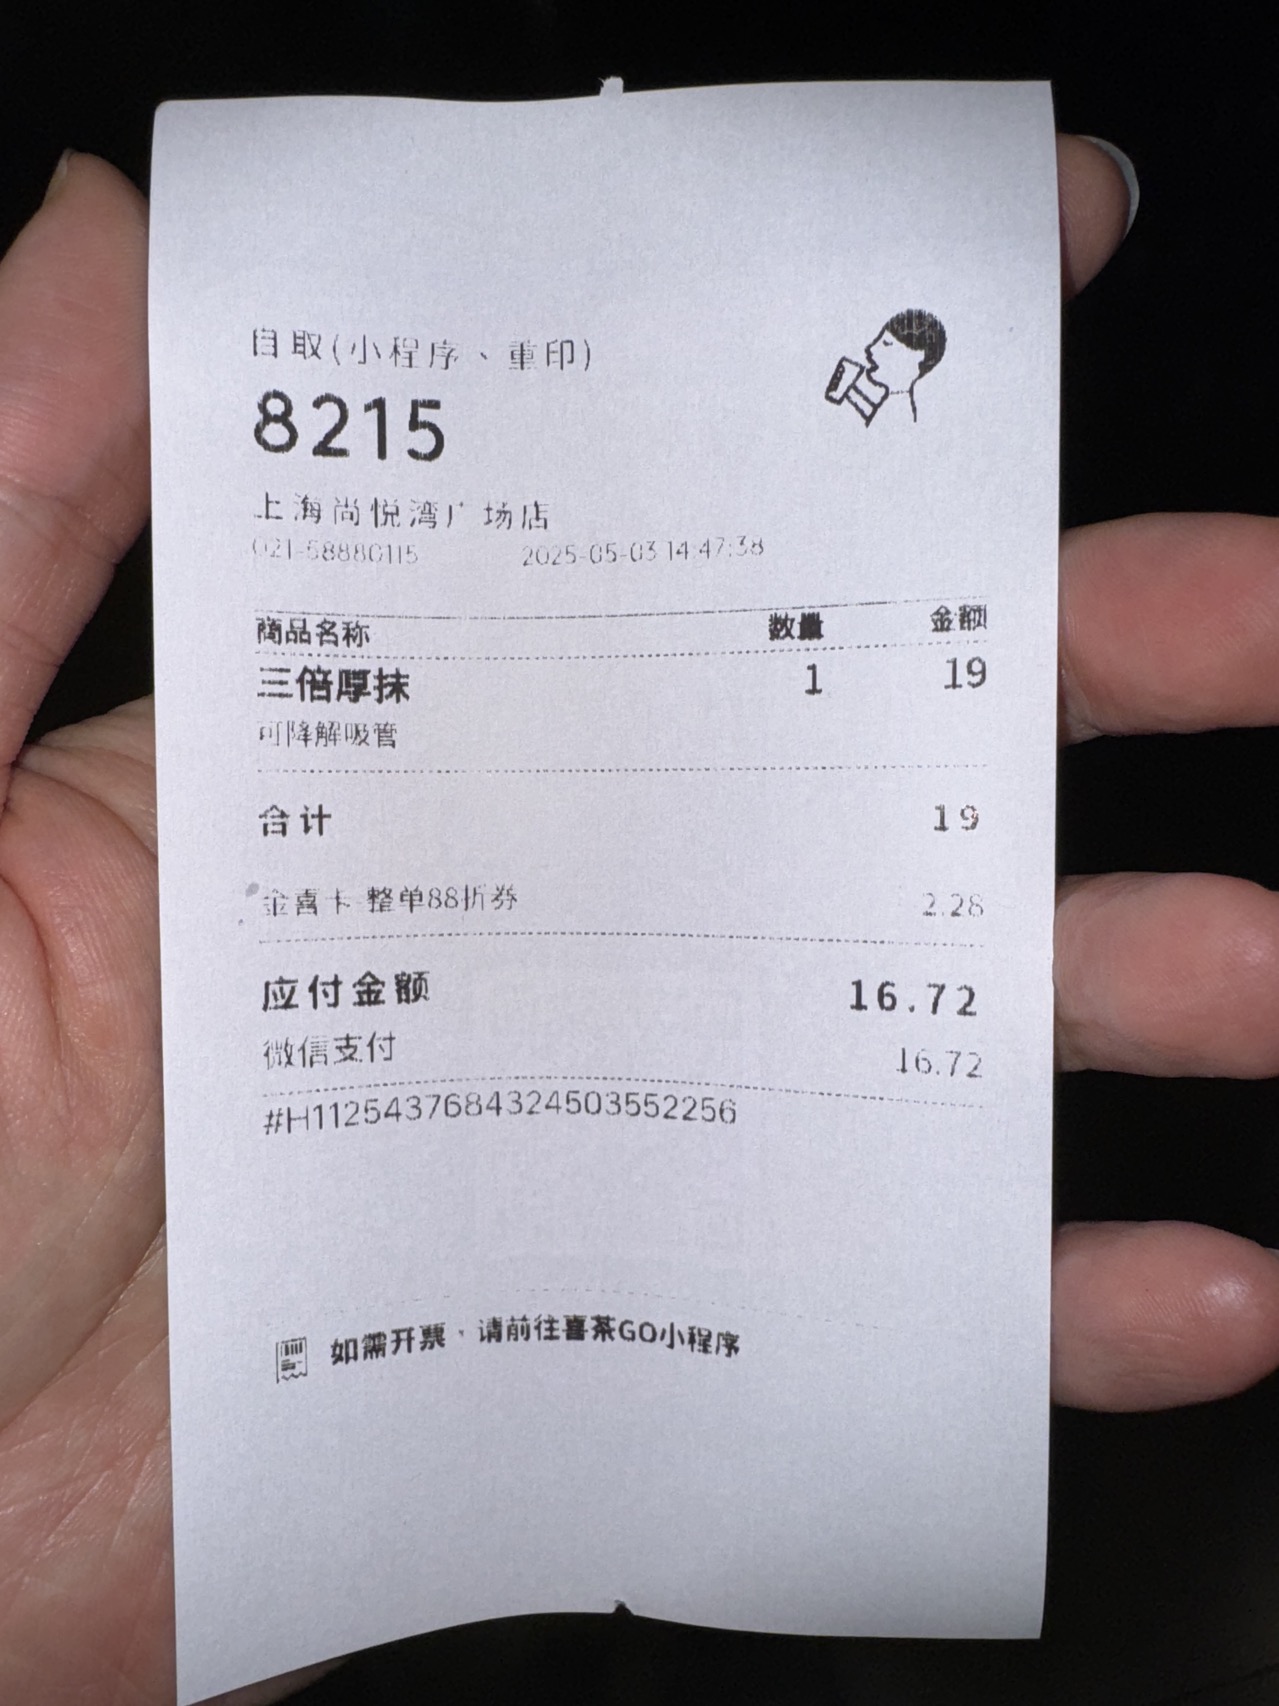 自取(小程序、重印)
8215
上海尚悦湾广场店
021-58880115 2025-05-03 14:47:38
商品名称 数量 金额
三倍厚抹 1 19
可降解吸管
合计 19
金喜卡 整单88折券 2.28
应付金额 16.72
微信支付 16.72
#H1125437684324503552256
如需开票，请前往喜茶GO小程序